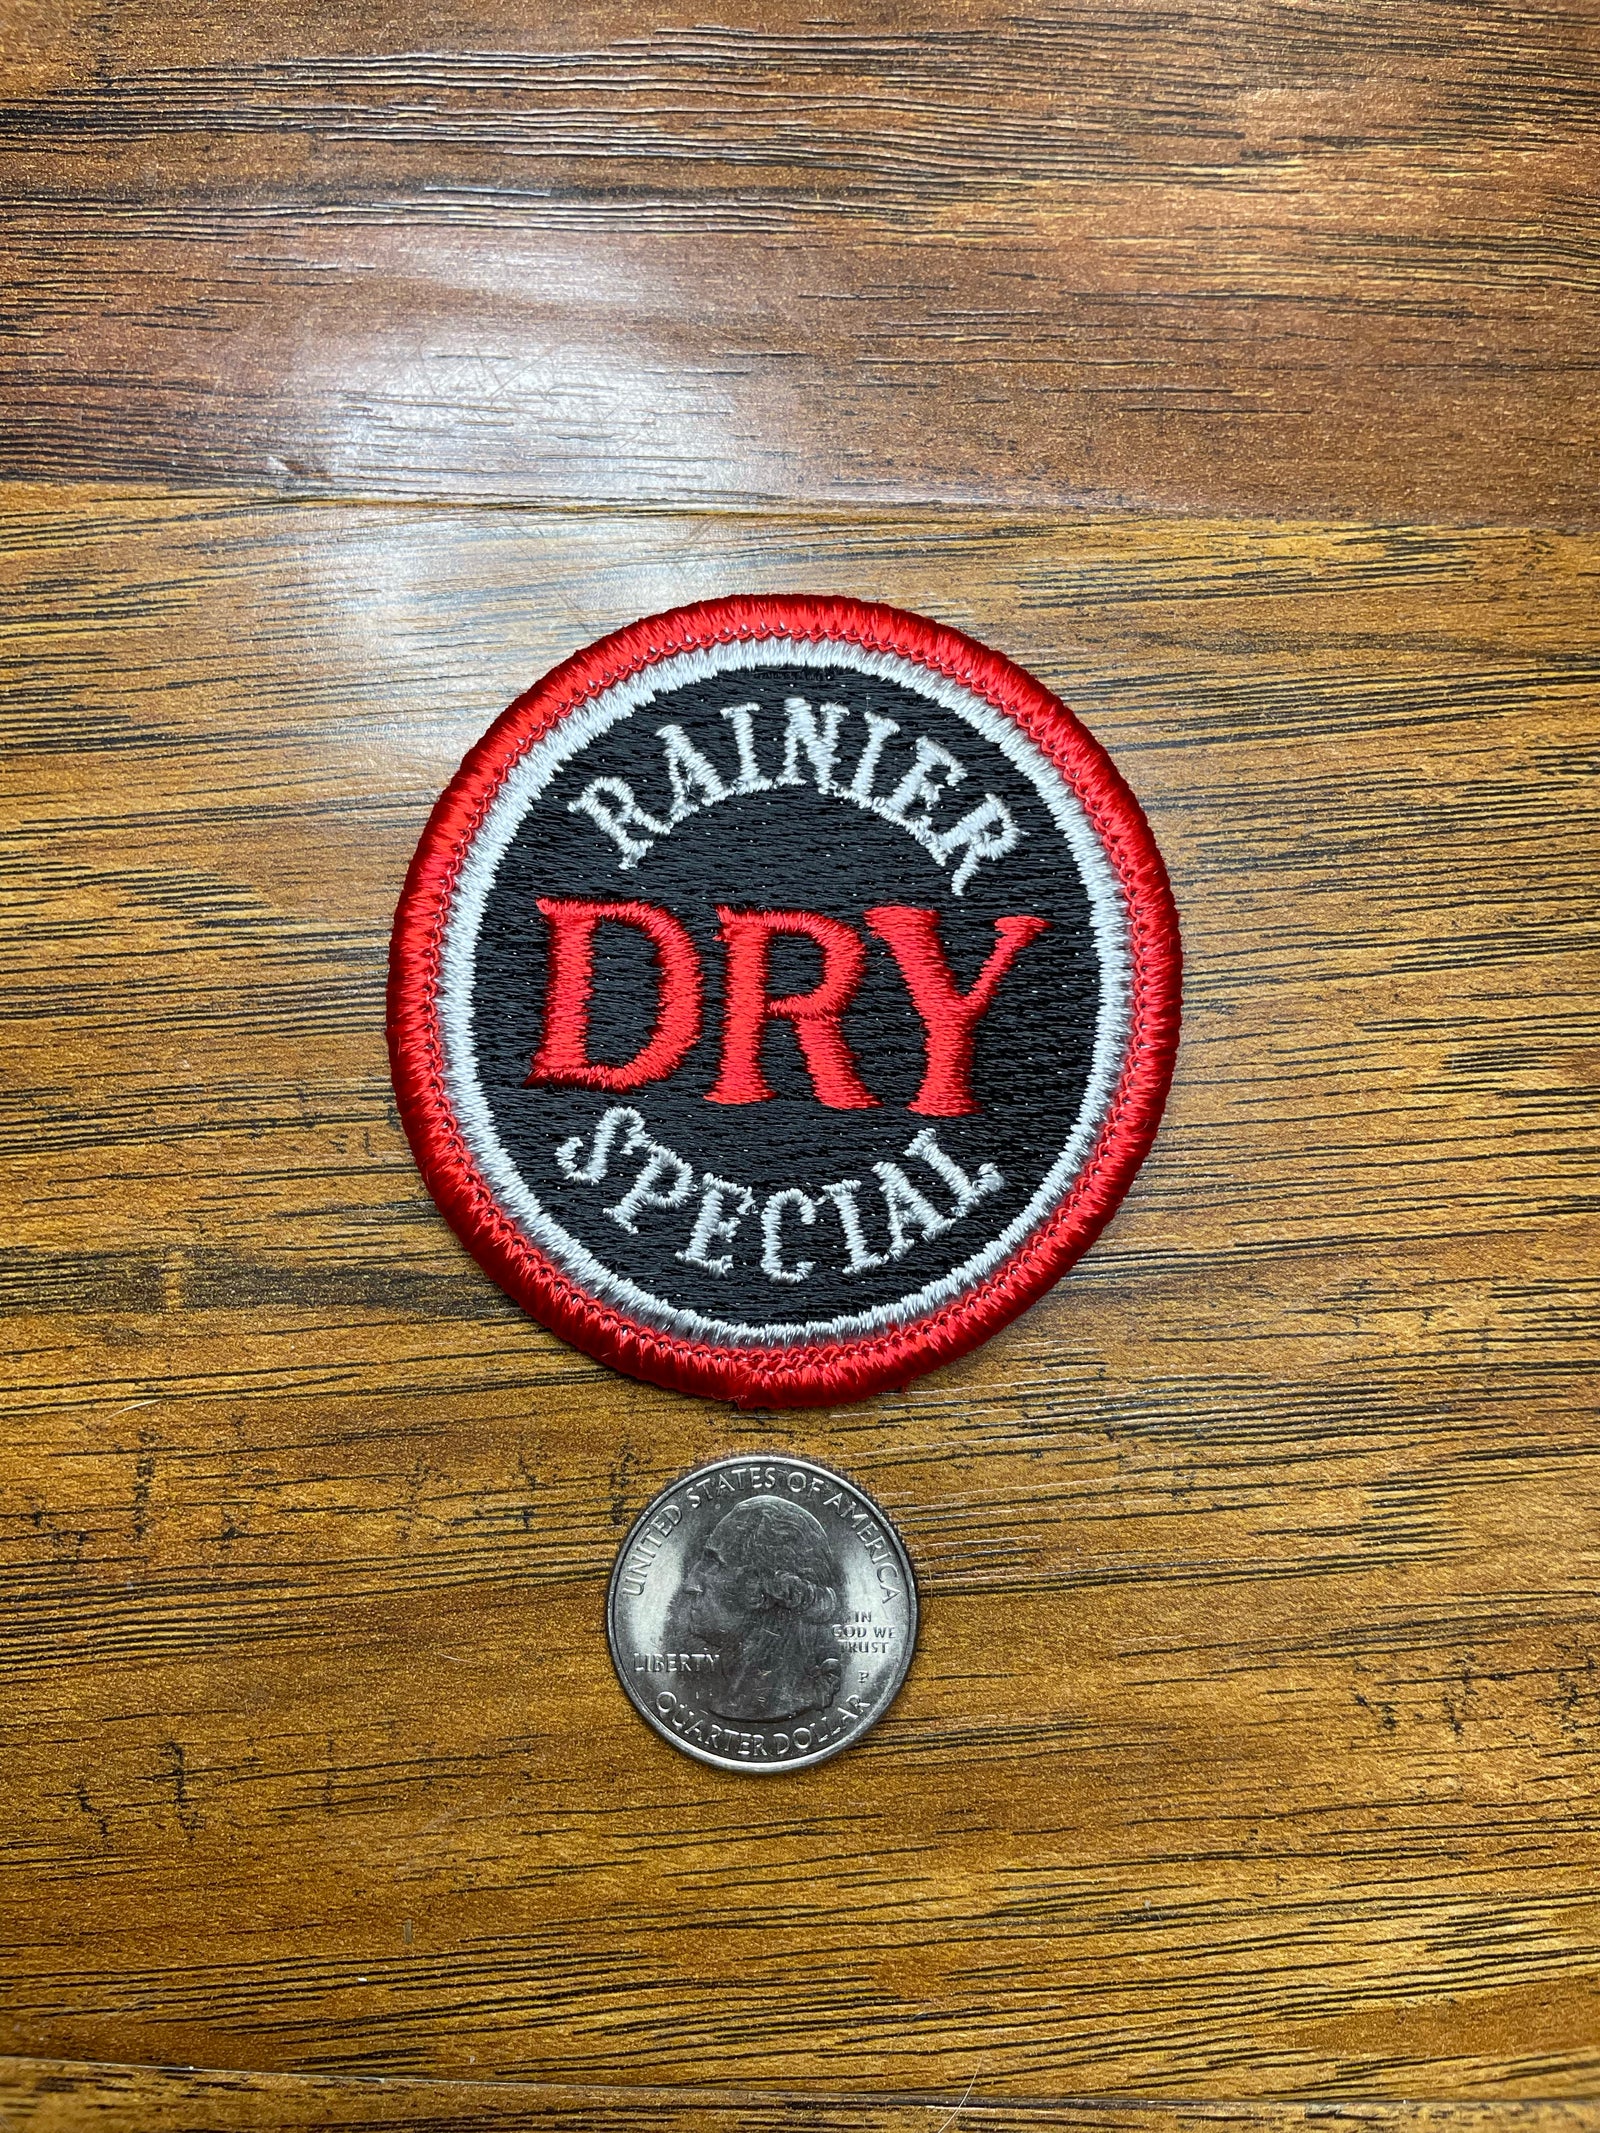 RAINIER
DRY
SPECIAL
UNITED STATES OF AMERICA
IN
GOD WE
TRUST
LIBERTY
P
QUARTER DOLLAR